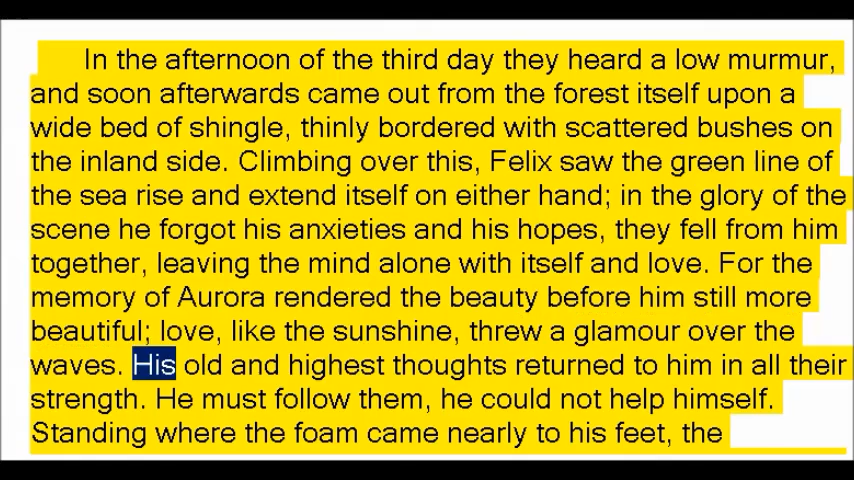 In the afternoon of the third day they heard a low murmur,
and soon afterwards came out from the forest itself upon a
wide bed of shingle, thinly bordered with scattered bushes on
the inland side. Climbing over this, Felix saw the green line of
the sea rise and extend itself on either hand; in the glory of the
scene he forgot his anxieties and his hopes, they fell from him
together, leaving the mind alone with itself and love. For the
memory of Aurora rendered the beauty before him still more
beautiful; love, like the sunshine, threw a glamour over the
waves. His old and highest thoughts returned to him in all their
strength. He must follow them, he could not help himself.
Standing where the foam came nearly to his feet, the